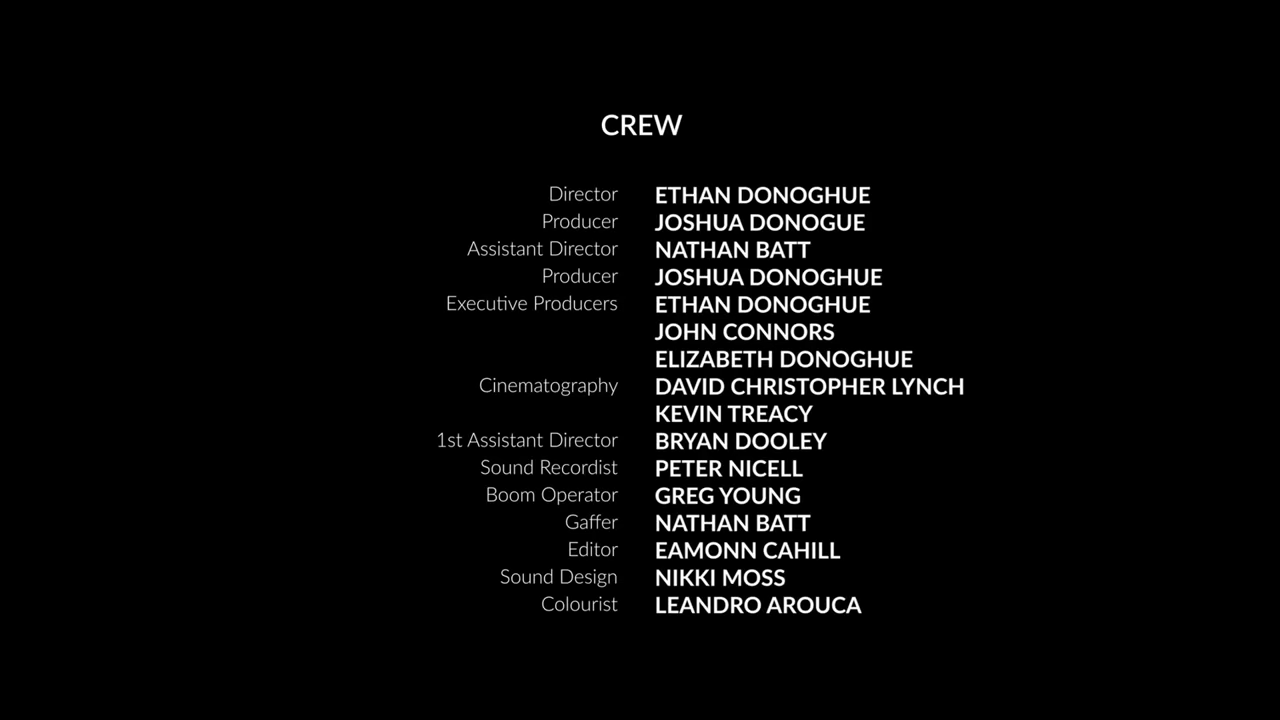 CREW
Director ETHAN DONOGHUE
Producer JOSHUA DONOGUE
Assistant Director NATHAN BATT
Producer JOSHUA DONOGHUE
Executive Producers ETHAN DONOGHUE
JOHN CONNORS
ELIZABETH DONOGHUE
Cinematography DAVID CHRISTOPHER LYNCH
KEVIN TREACY
1st Assistant Director BRYAN DOOLEY
Sound Recordist PETER NICELL
Boom Operator GREG YOUNG
Gaffer NATHAN BATT
Editor EAMONN CAHILL
Sound Design NIKKI MOSS
Colourist LEANDRO AROUCA